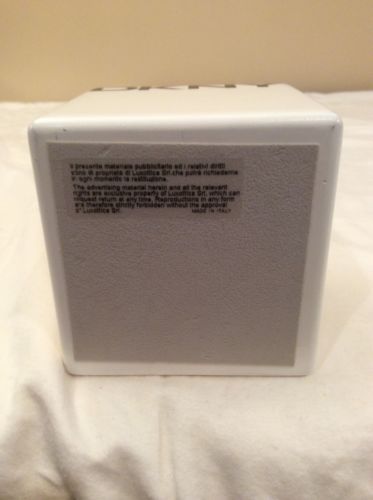 DKNY
presente materiale pubblicitario ed i relativi diritti
sono di proprietà di Luxottica Srl.che potrà richiederne
in ogni momento la restituzione.
The advertising material herein and all the relevant
rights are exclusive property of Luxottica Srl, which can
request return at any time. Reproductions in any form
are therefore strictly forbidden without the approval
of Luxottica Srl.
MADE IN ITALY